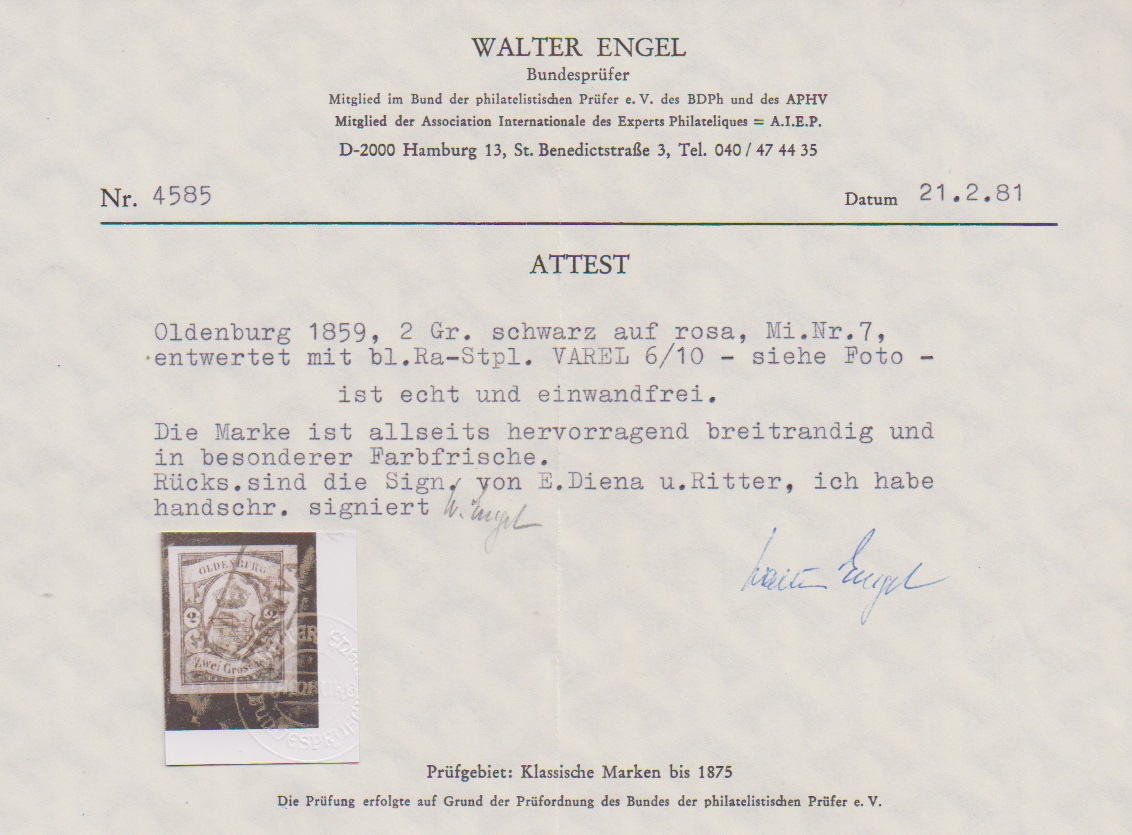 WALTER ENGEL
Bundesprüfer
Mitglied im Bund der philatelistischen Prüfer e. V. des BDPh und des APHV
Mitglied der Association Internationale des Experts Philateliques = A.I.E.P.
D-2000 Hamburg 13, St. Benedictstraße 3, Tel. 040 / 47 44 35
Nr. 4585 Datum 21.2.81
ATTEST
Oldenburg 1859, 2 Gr. schwarz auf rosa, Mi.Nr.7,
entwertet mit bl.Ra-Stpl. VAREL 6/10 - siehe Foto -
ist echt und einwandfrei.
Die Marke ist allseits hervorragend breitrandig und
in besonderer Farbfrische.
Rücks.sind die Sign. von E.Diena u.Ritter, ich habe
handschr. signiert W. Engel
Walter Engel
OLDENBURG
2 2
Zwei Groschen
Prüfgebiet: Klassische Marken bis 1875
Die Prüfung erfolgte auf Grund der Prüfordnung des Bundes der philatelistischen Prüfer e. V.